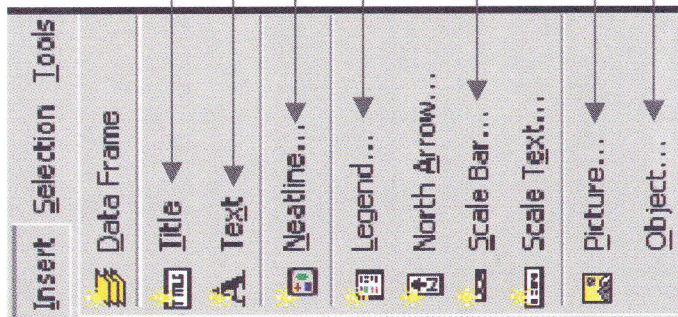 Insert Selection Tools
Data Frame
Title
Text
Neatline...
Legend...
North Arrow...
Scale Bar...
Scale Text...
Picture...
Object...